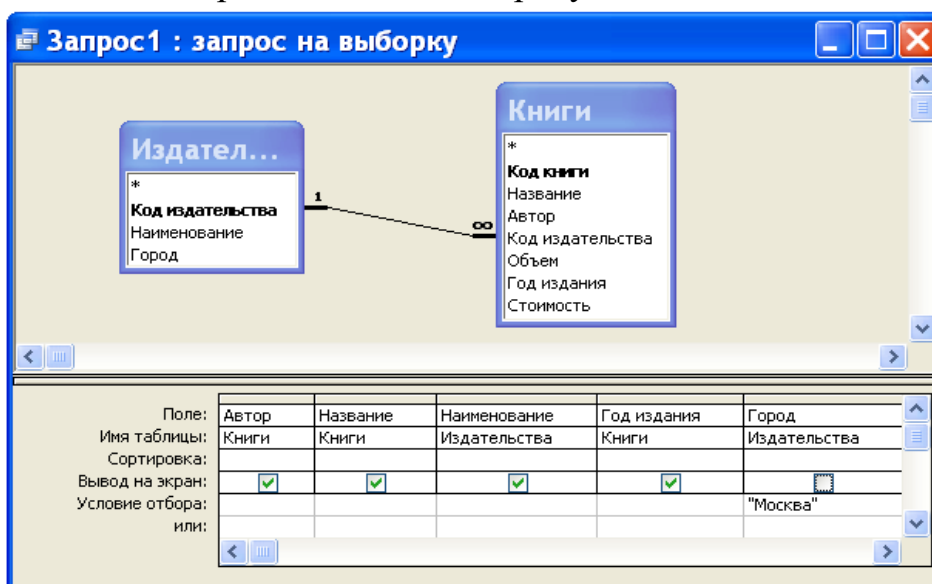 Запрос1 : запрос на выборку
Издател...
*
Код издательства
Наименование
Город
1
∞
Книги
*
Код книги
Название
Автор
Код издательства
Объем
Год издания
Стоимость
Поле: Автор Название Наименование Год издания Город
Имя таблицы: Книги Книги Издательства Книги Издательства
Сортировка:
Вывод на экран:
Условие отбора: "Москва"
или: